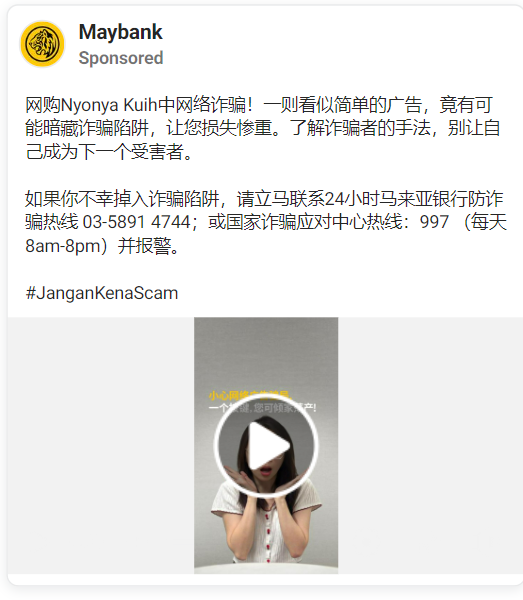 Maybank
Sponsored
网购Nyonya Kuih中网络诈骗！一则看似简单的广告，竟有可
能暗藏诈骗陷阱，让您损失惨重。了解诈骗者的手法，别让自
己成为下一个受害者。
如果你不幸掉入诈骗陷阱，请立马联系24小时马来亚银行防诈
骗热线 03-5891 4744；或国家诈骗应对中心热线：997 （每天
8am-8pm）并报警。
#JanganKenaScam
小心网络
一个 键, 您可倾家 产!